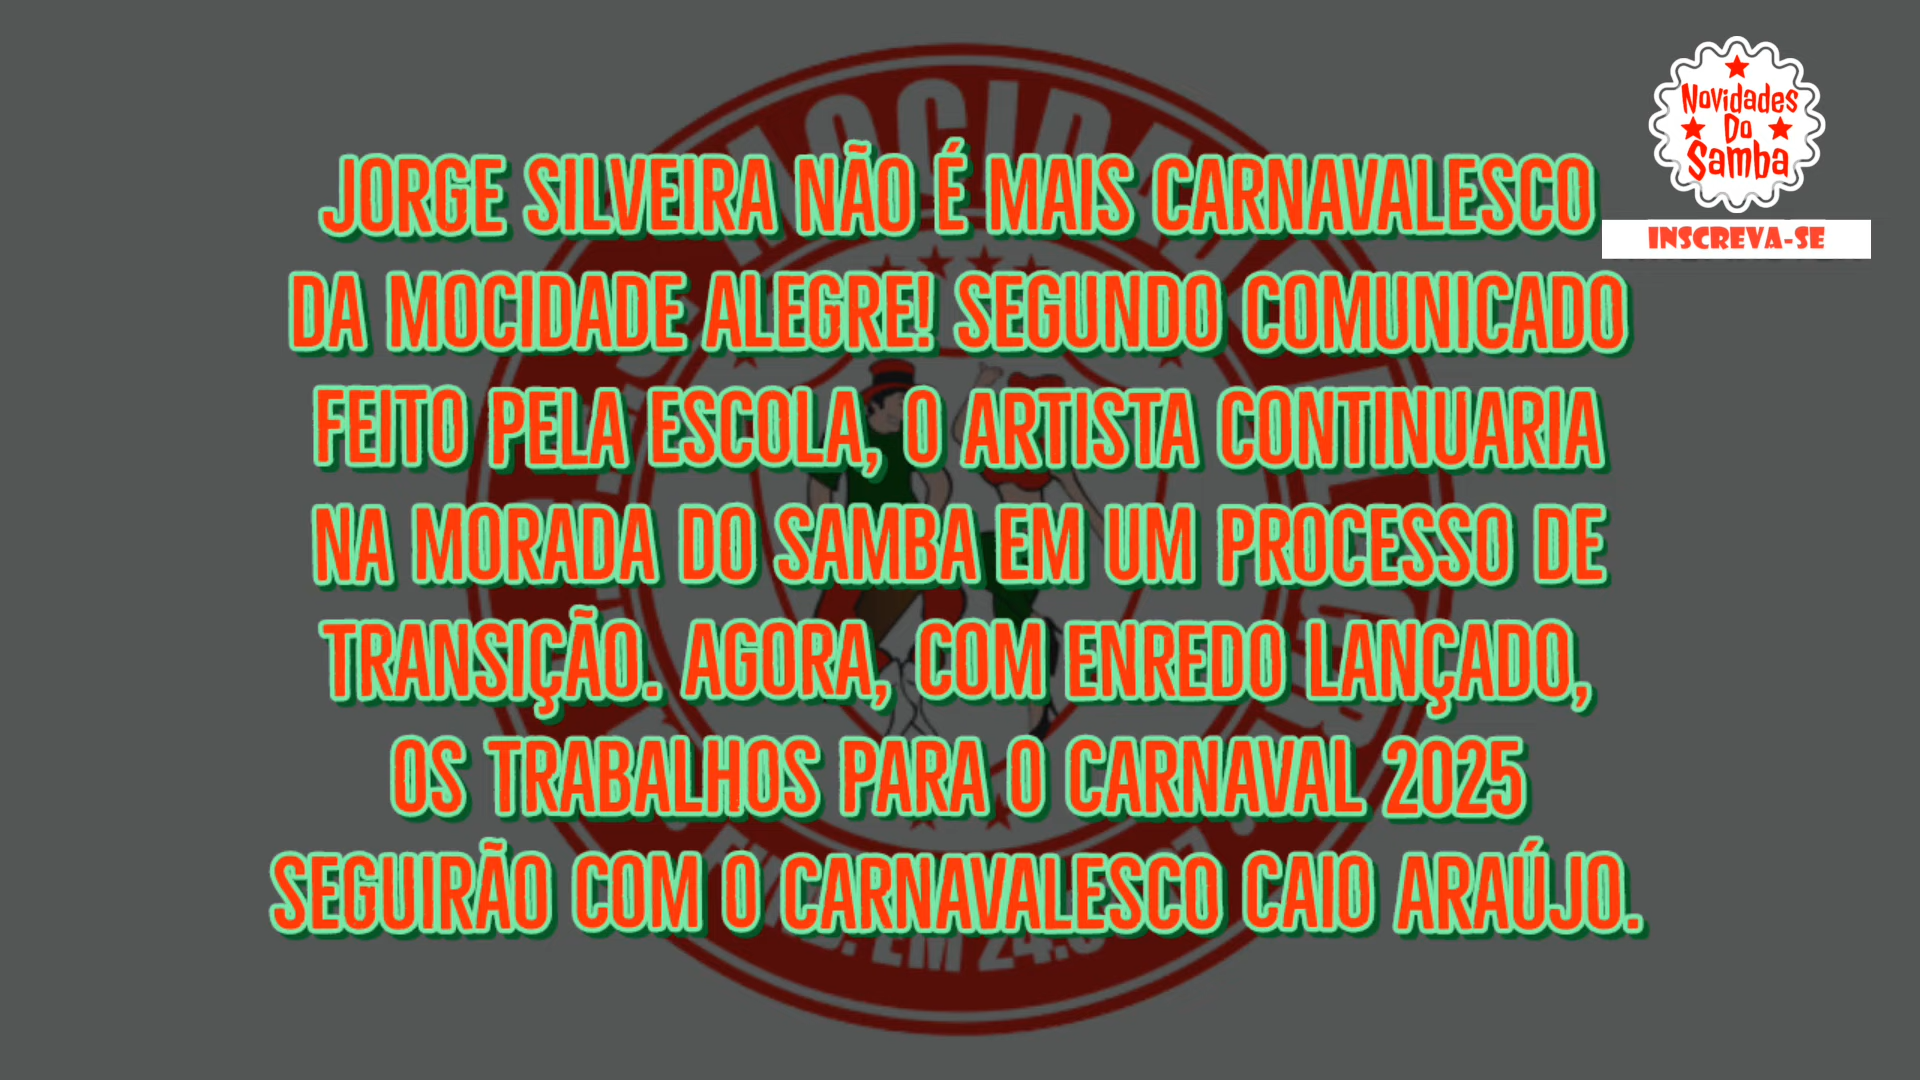 Novidades
Do
Samba
INSCREVA-SE
JORGE SILVEIRA NÃO É MAIS CARNAVALESCO
DA MOCIDADE ALEGRE! SEGUNDO COMUNICADO
FEITO PELA ESCOLA, O ARTISTA CONTINUARIA
NA MORADA DO SAMBA EM UM PROCESSO DE
TRANSIÇÃO. AGORA, COM ENREDO LANÇADO,
OS TRABALHOS PARA O CARNAVAL 2025
SEGUIRÃO COM O CARNAVALESCO CAIO ARAÚJO.